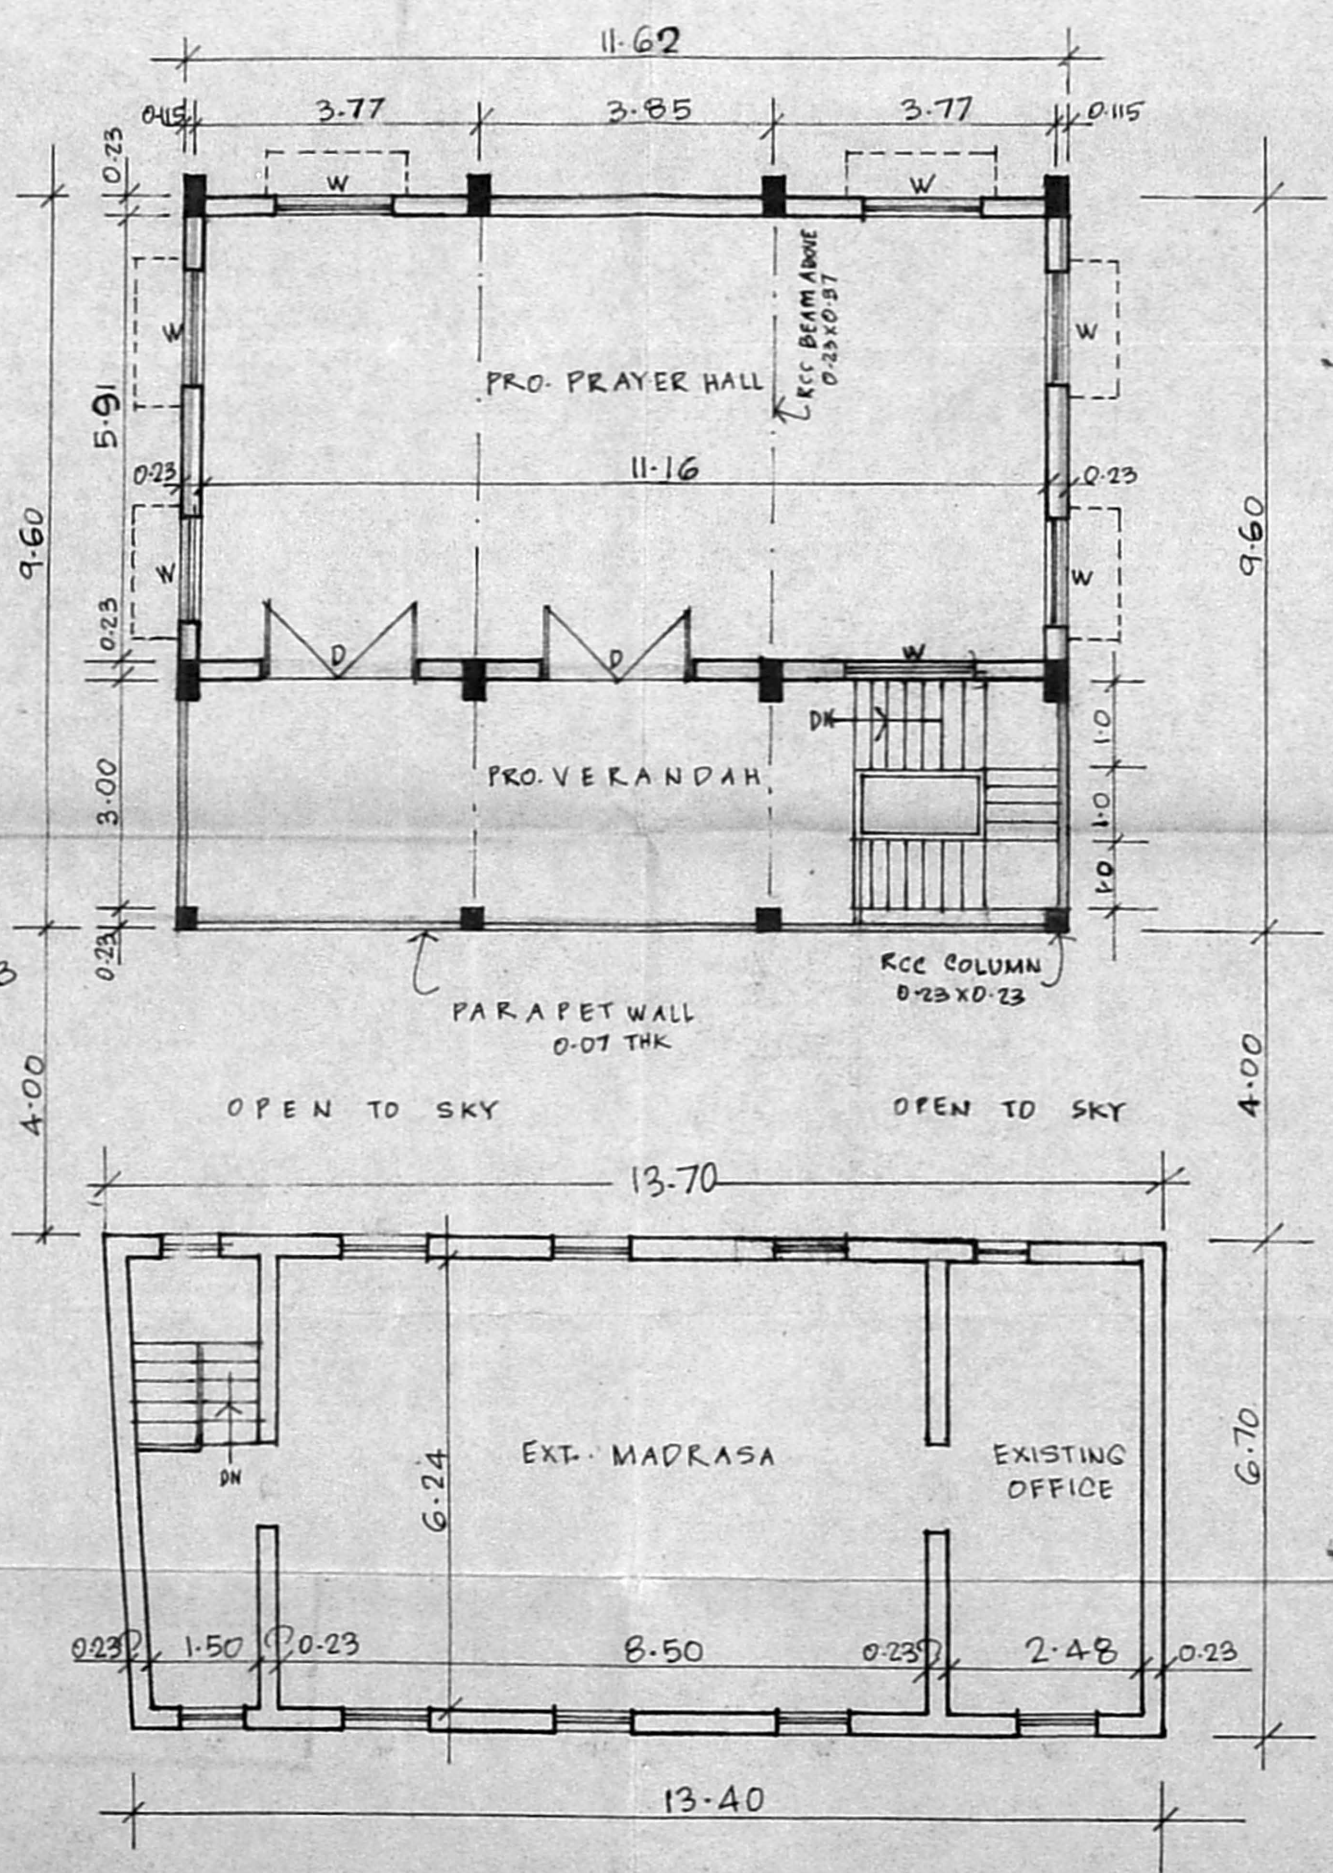 11.62
0.115 3.77 3.85 3.77 0.115
0.23
W W
RCC BEAM ABOVE
0.23X0.37
W W
PRO. PRAYER HALL
5.91
0.23 11.16 0.23
9.60 9.60
W W
0.23
D D W
DN
1.0
PRO. VERANDAH
3.00
1.0
1.0
0.23
RCC COLUMN
0.23X0.23
3
PARAPET WALL
0.07 THK
4.00 4.00
OPEN TO SKY OPEN TO SKY
13.70
EXT. MADRASA
EXISTING
OFFICE
DN
6.24
6.70
0.23 1.50 0.23 8.50 0.23 2.48 0.23
13.40